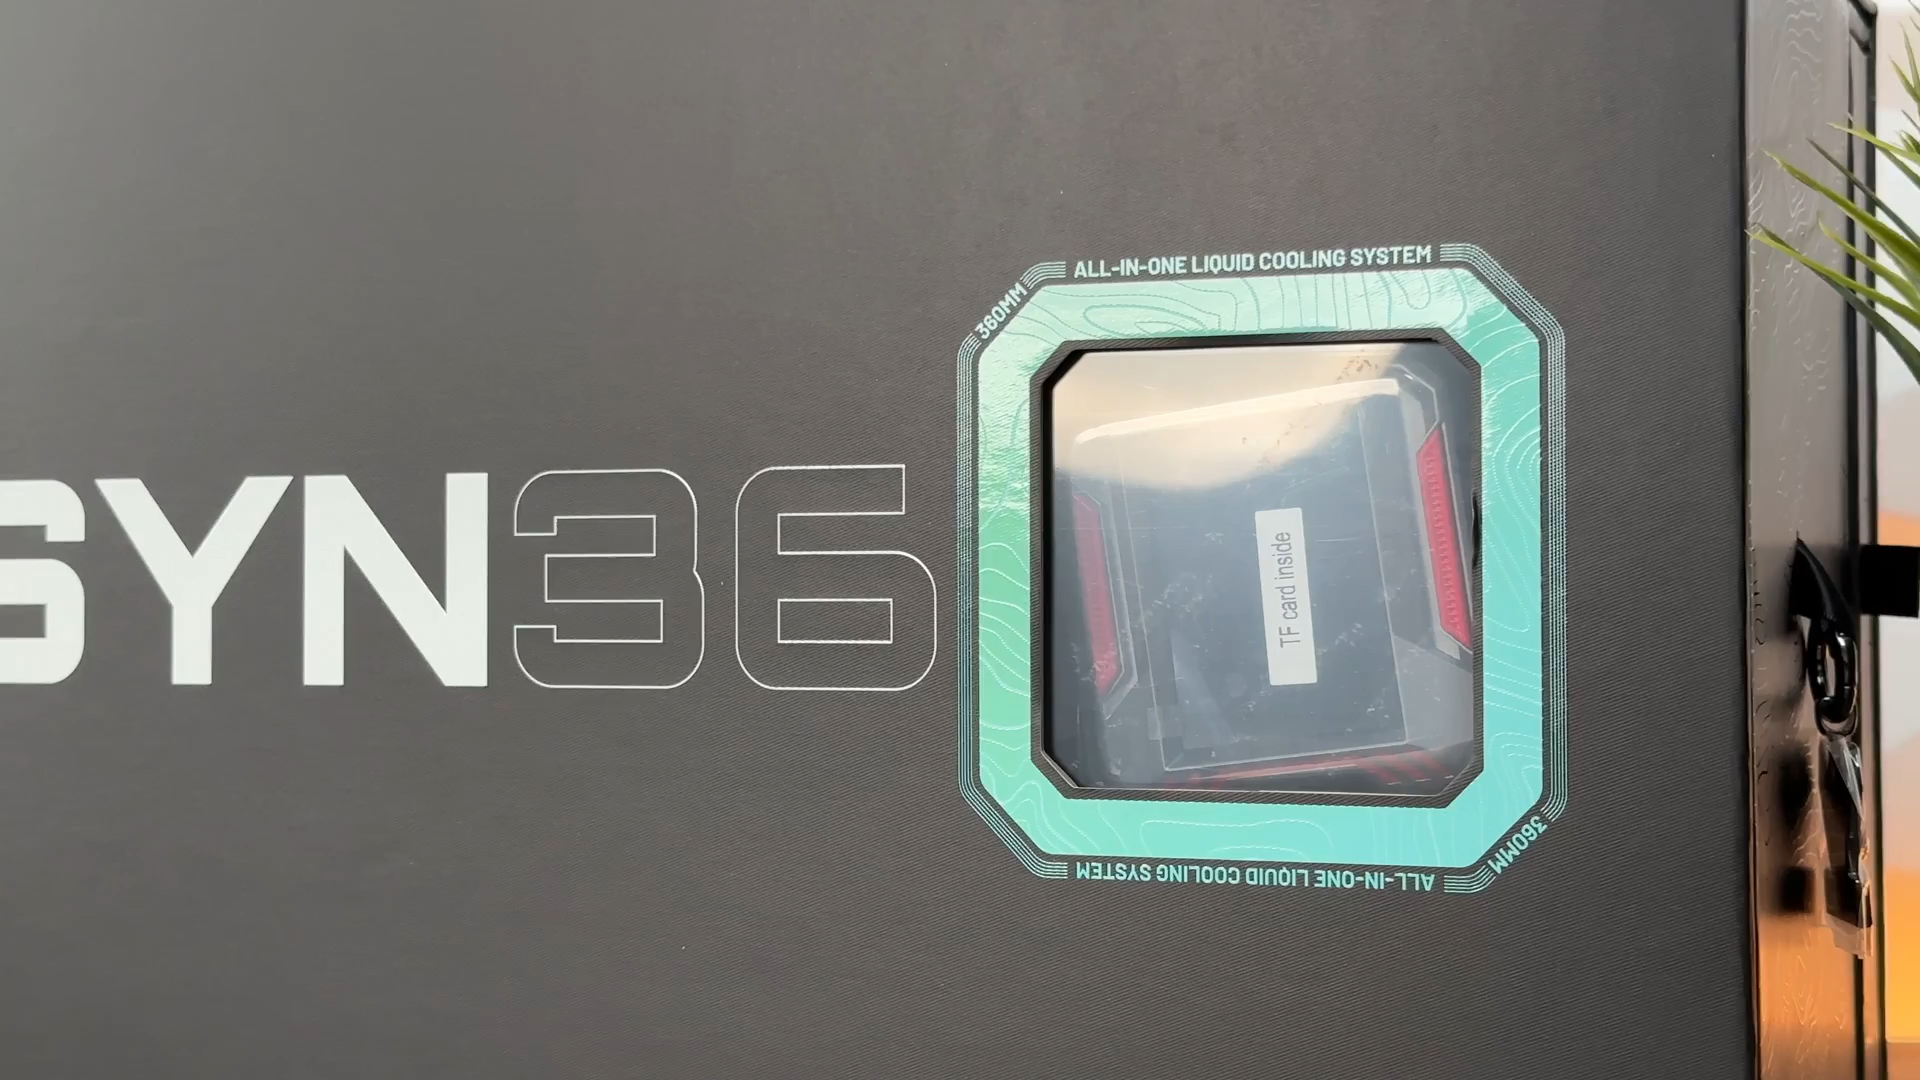 ALL-IN-ONE LIQUID COOLING SYSTEM
360MM
SYN36
TF card inside
360MM
ALL-IN-ONE LIQUID COOLING SYSTEM